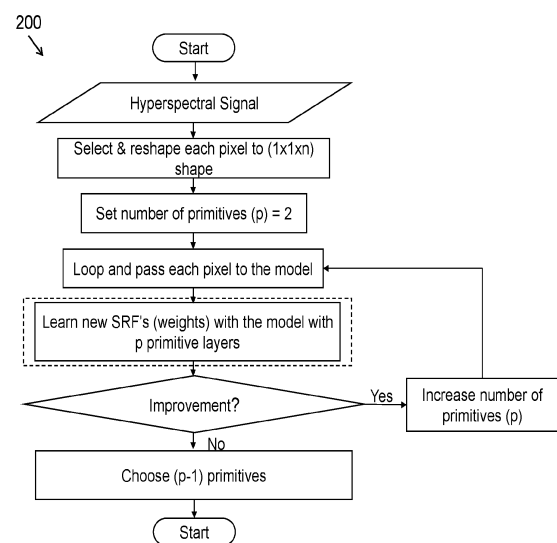 200
Start
Hyperspectral Signal
Select & reshape each pixel to (1x1xn)
shape
Set number of primitives (p) = 2
Loop and pass each pixel to the model
Learn new SRF's (weights) with the model with
p primitive layers
Improvement?
Yes
Increase number of
primitives (p)
No
Choose (p-1) primitives
Start